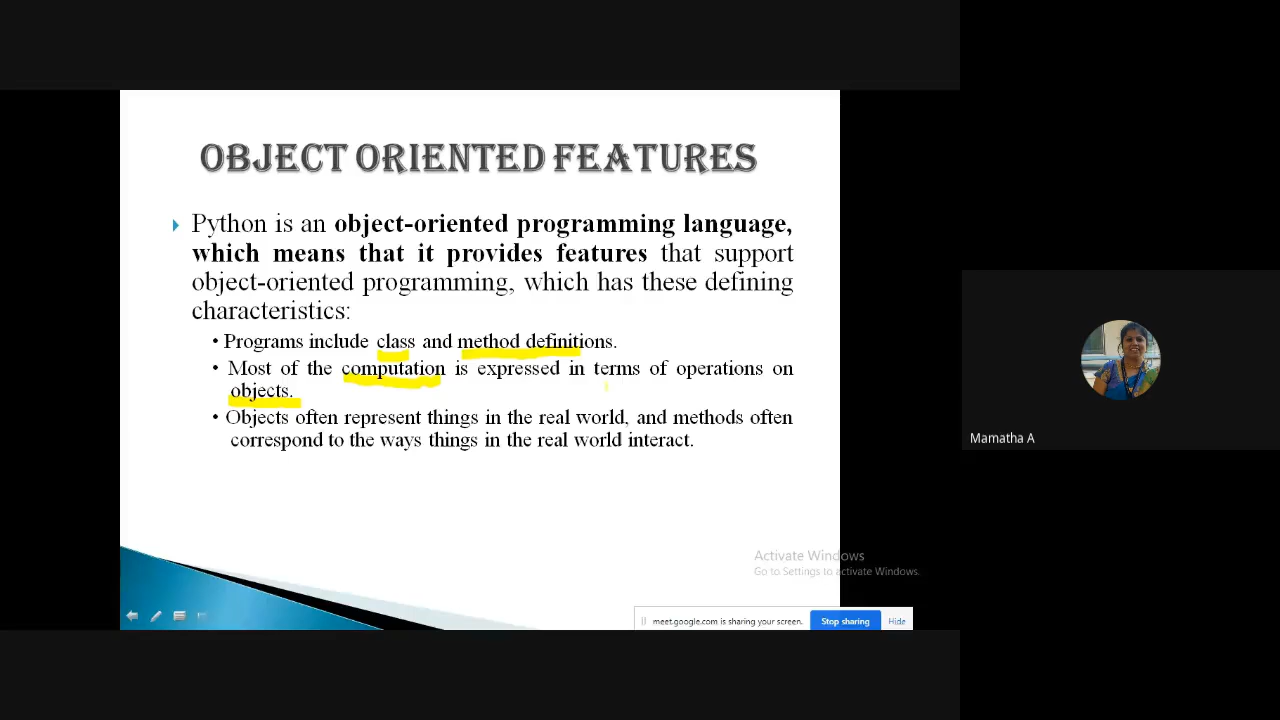 OBJECT ORIENTED FEATURES
Python is an object-oriented programming language,
which means that it provides features that support
object-oriented programming, which has these defining
characteristics:
• Programs include class and method definitions.
• Most of the computation is expressed in terms of operations on
objects.
• Objects often represent things in the real world, and methods often
correspond to the ways things in the real world interact.
Mamatha A
Activate Windows
Go to Settings to activate Windows.
meet.google.com is sharing your screen. Stop sharing Hide